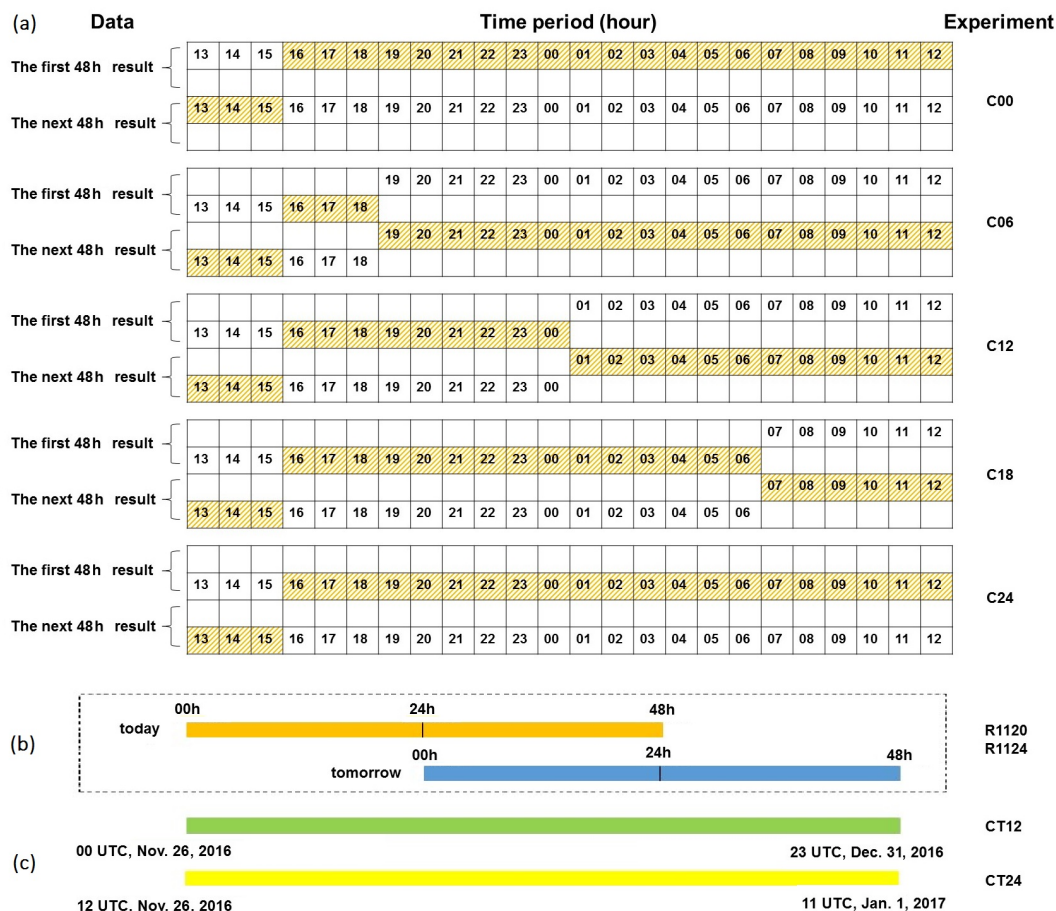 (a) Data Time period (hour) Experiment
The first 48h result 13 14 15 16 17 18 19 20 21 22 23 00 01 02 03 04 05 06 07 08 09 10 11 12
C00
The next 48h result 13 14 15 16 17 18 19 20 21 22 23 00 01 02 03 04 05 06 07 08 09 10 11 12
19 20 21 22 23 00 01 02 03 04 05 06 07 08 09 10 11 12
The first 48h result
13 14 15 16 17 18
C06
19 20 21 22 23 00 01 02 03 04 05 06 07 08 09 10 11 12
The next 48h result
13 14 15 16 17 18
01 02 03 04 05 06 07 08 09 10 11 12
The first 48h result
13 14 15 16 17 18 19 20 21 22 23 00
C12
01 02 03 04 05 06 07 08 09 10 11 12
The next 48h result
13 14 15 16 17 18 19 20 21 22 23 00
07 08 09 10 11 12
The first 48h result
13 14 15 16 17 18 19 20 21 22 23 00 01 02 03 04 05 06
C18
07 08 09 10 11 12
The next 48h result
13 14 15 16 17 18 19 20 21 22 23 00 01 02 03 04 05 06
The first 48h result
13 14 15 16 17 18 19 20 21 22 23 00 01 02 03 04 05 06 07 08 09 10 11 12
C24
The next 48h result
13 14 15 16 17 18 19 20 21 22 23 00 01 02 03 04 05 06 07 08 09 10 11 12
00h 24h 48h
today
(b)
R1120
R1124
00h 24h 48h
tomorrow
CT12
00 UTC, Nov. 26, 2016 23 UTC, Dec. 31, 2016
(c)
CT24
12 UTC, Nov. 26, 2016 11 UTC, Jan. 1, 2017